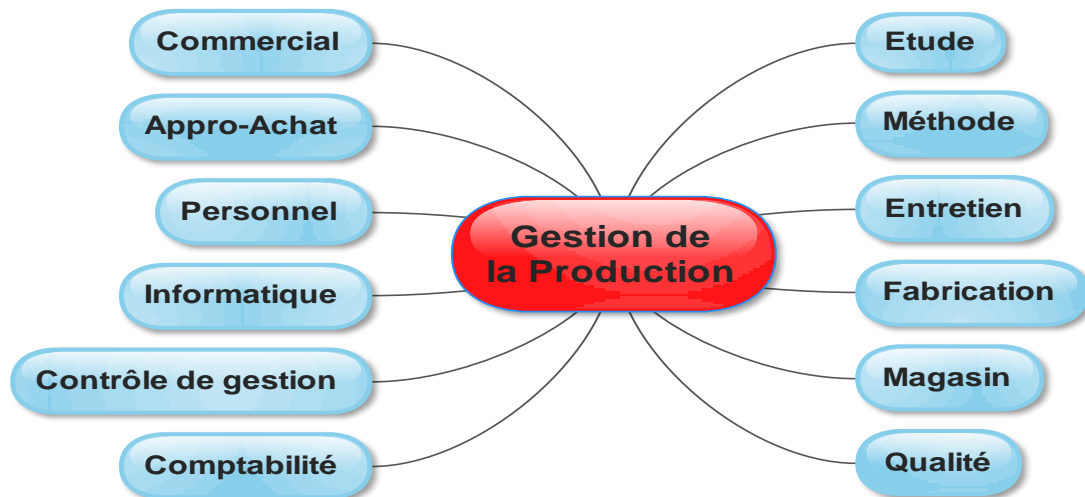 Commercial
Appro-Achat
Personnel
Informatique
Contrôle de gestion
Comptabilité
Gestion de
la Production
Etude
Méthode
Entretien
Fabrication
Magasin
Qualité